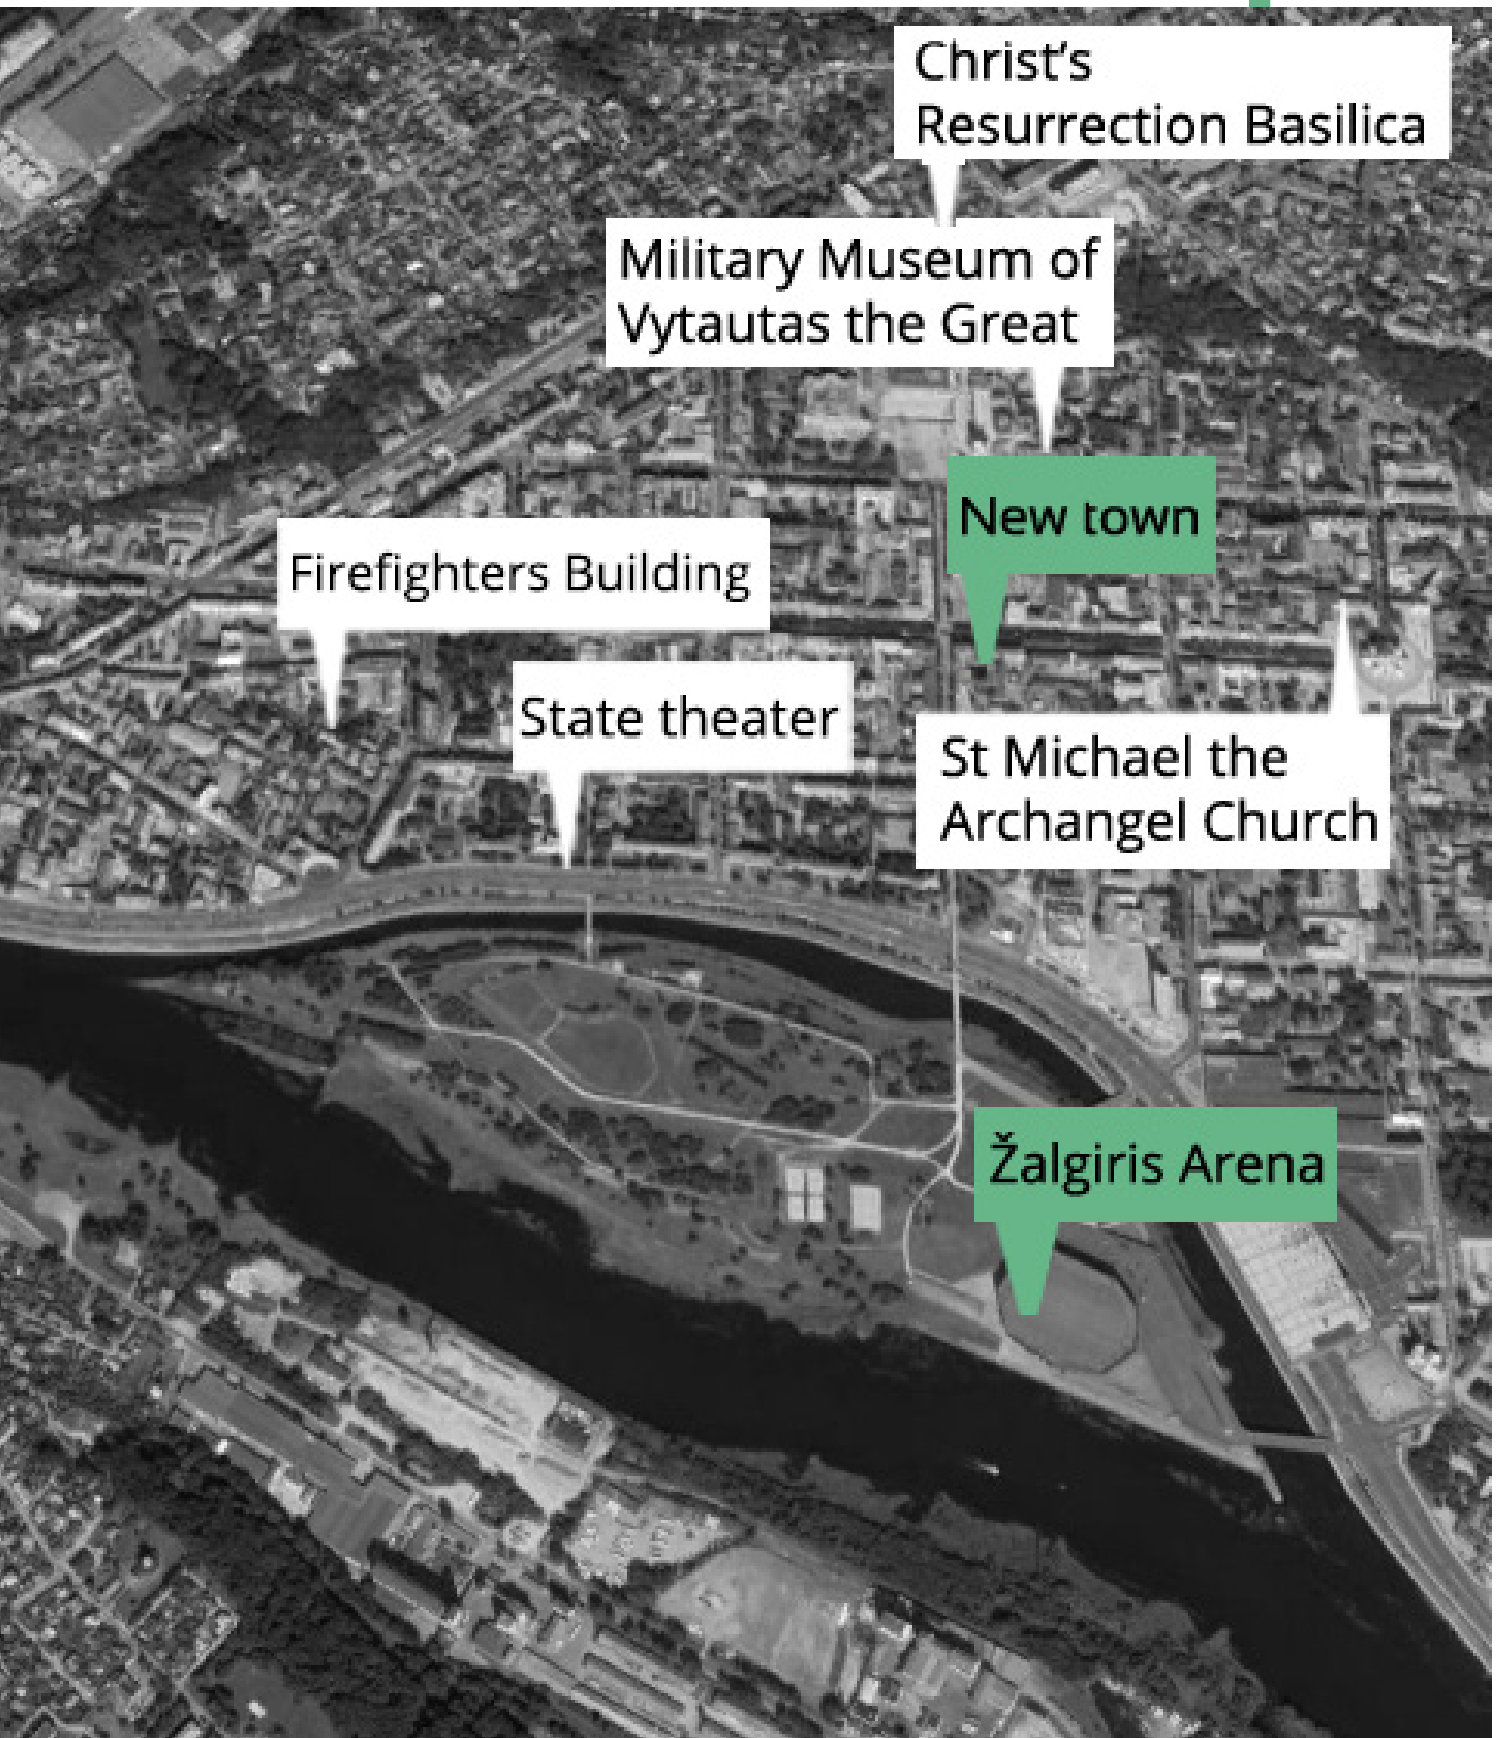 Christ’s
Resurrection Basilica
Military Museum of
Vytautas the Great
New town
Firefighters Building
State theater
St Michael the
Archangel Church
Žalgiris Arena